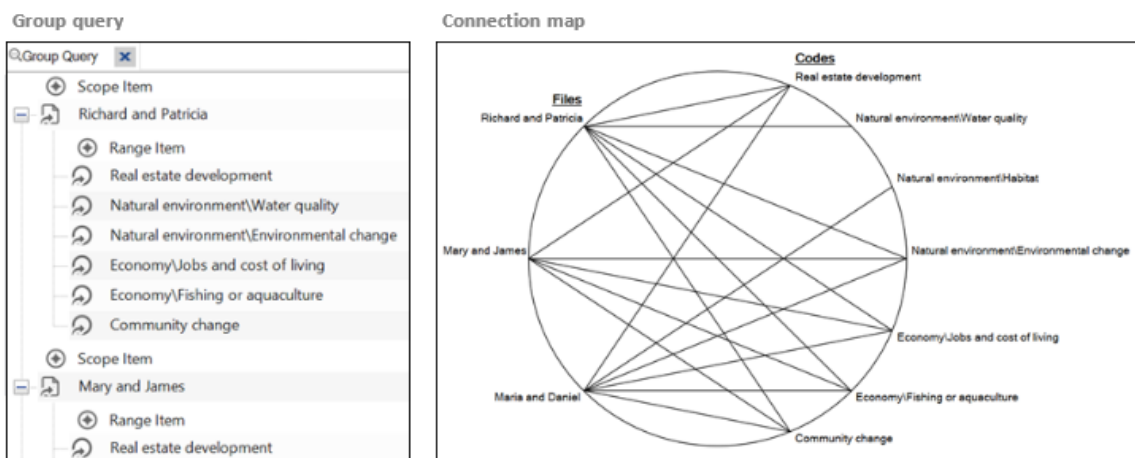 Group query
Connection map
Group Query
Scope Item
Richard and Patricia
Range Item
Real estate development
Natural environment\Water quality
Natural environment\Environmental change
Economy\Jobs and cost of living
Economy\Fishing or aquaculture
Community change
Scope Item
Mary and James
Range Item
Real estate development
Codes
Real estate development
Files
Richard and Patricia
Natural environment\Water quality
Natural environment\Habitat
Mary and James
Natural environment\Environmental change
Economy\Jobs and cost of living
Maria and Daniel
Economy\Fishing or aquaculture
Community change